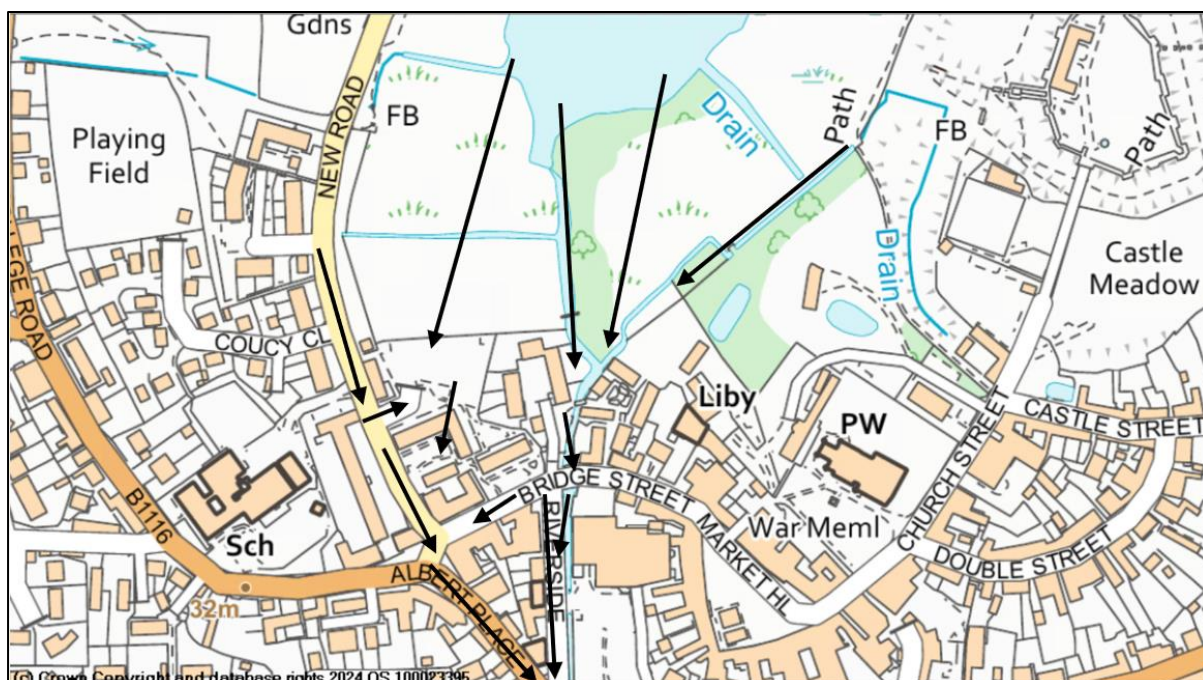 Gdns
Playing
Field
FB
NEW ROAD
Drain
Path
FB
Path
Drain
Castle
Meadow
LEGE ROAD
COUCY CL
Liby
PW
CASTLE STREET
CHURCH STREET
BRIDGE STREET
MARKET HL
War Meml
DOUBLE STREET
B1116
Sch
RIVERSIDE
ALBERT PLACE
32m
(c) Crown Copyright and database rights 2024 OS 100023395